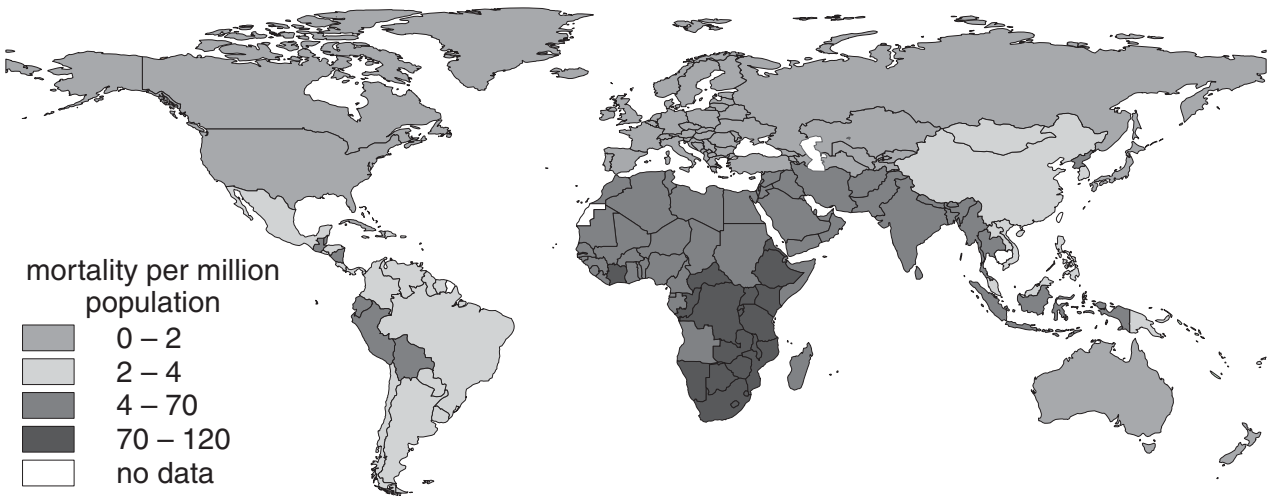 mortality per million
population
0 – 2
2 – 4
4 – 70
70 – 120
no data